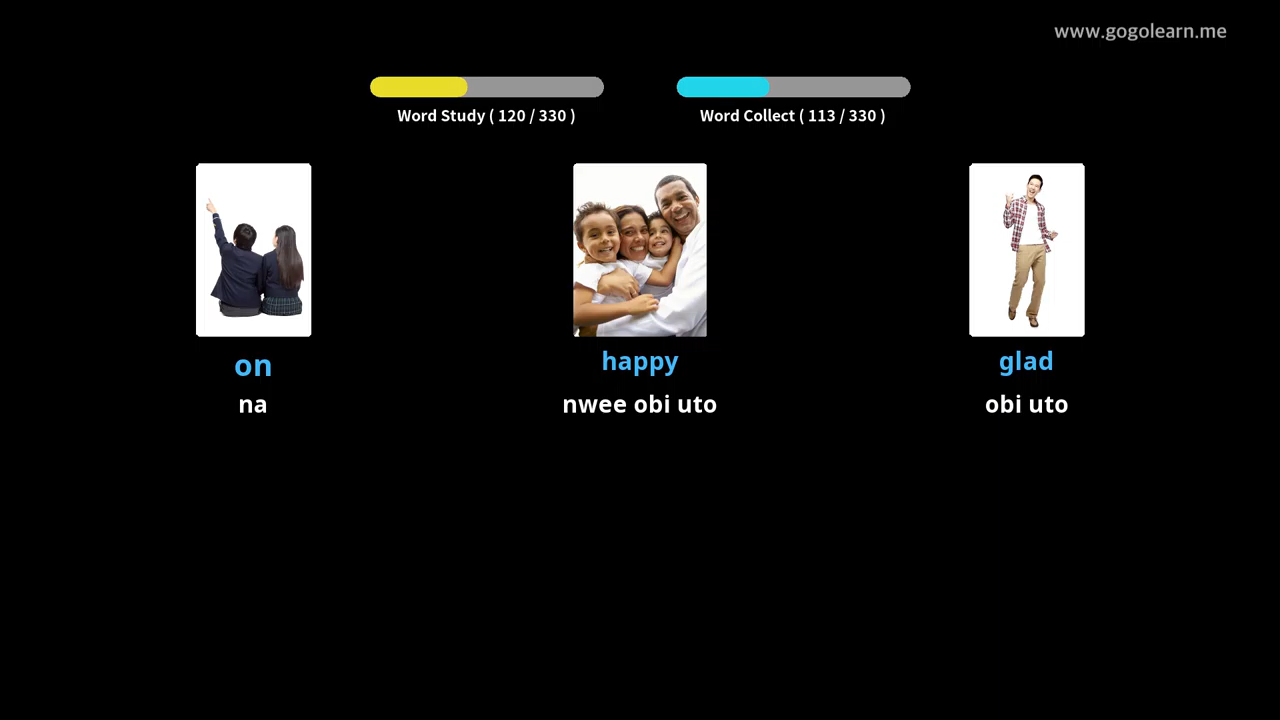 www.gogolearn.me
Word Study ( 120 / 330 )
Word Collect ( 113 / 330 )
on
happy
glad
na
nwee obi uto
obi uto